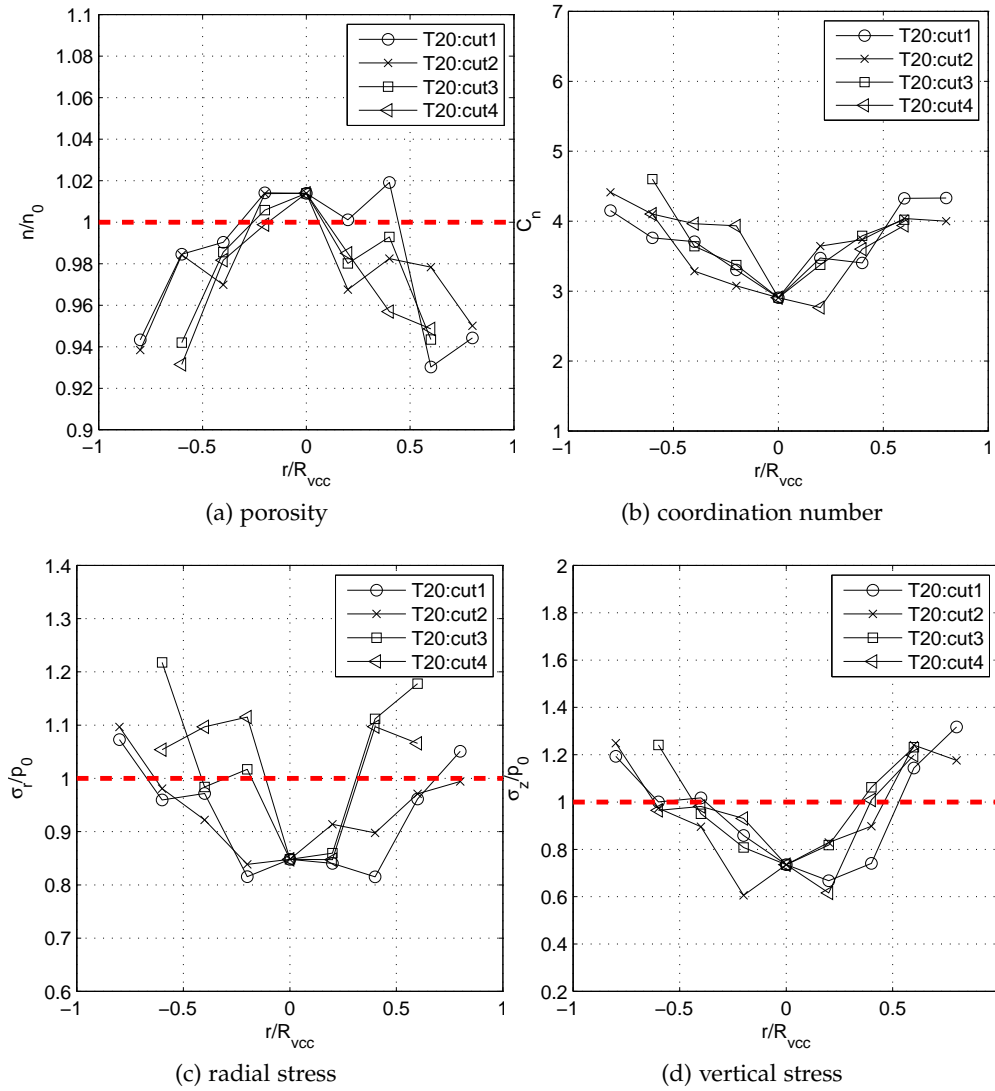 1.1
1.08
1.06
1.04
1.02
1
0.98
0.96
0.94
0.92
0.9
n/n0
−1
−0.5
0
0.5
1
r/Rvcc
T20:cut1
T20:cut2
T20:cut3
T20:cut4
(a) porosity
7
6
5
4
3
2
1
Cn
−1
−0.5
0
0.5
1
r/Rvcc
T20:cut1
T20:cut2
T20:cut3
T20:cut4
(b) coordination number
1.4
1.3
1.2
1.1
1
0.9
0.8
0.7
0.6
σr/p0
−1
−0.5
0
0.5
1
r/Rvcc
T20:cut1
T20:cut2
T20:cut3
T20:cut4
(c) radial stress
2
1.8
1.6
1.4
1.2
1
0.8
0.6
0.4
0.2
σz/p0
−1
−0.5
0
0.5
1
r/Rvcc
T20:cut1
T20:cut2
T20:cut3
T20:cut4
(d) vertical stress